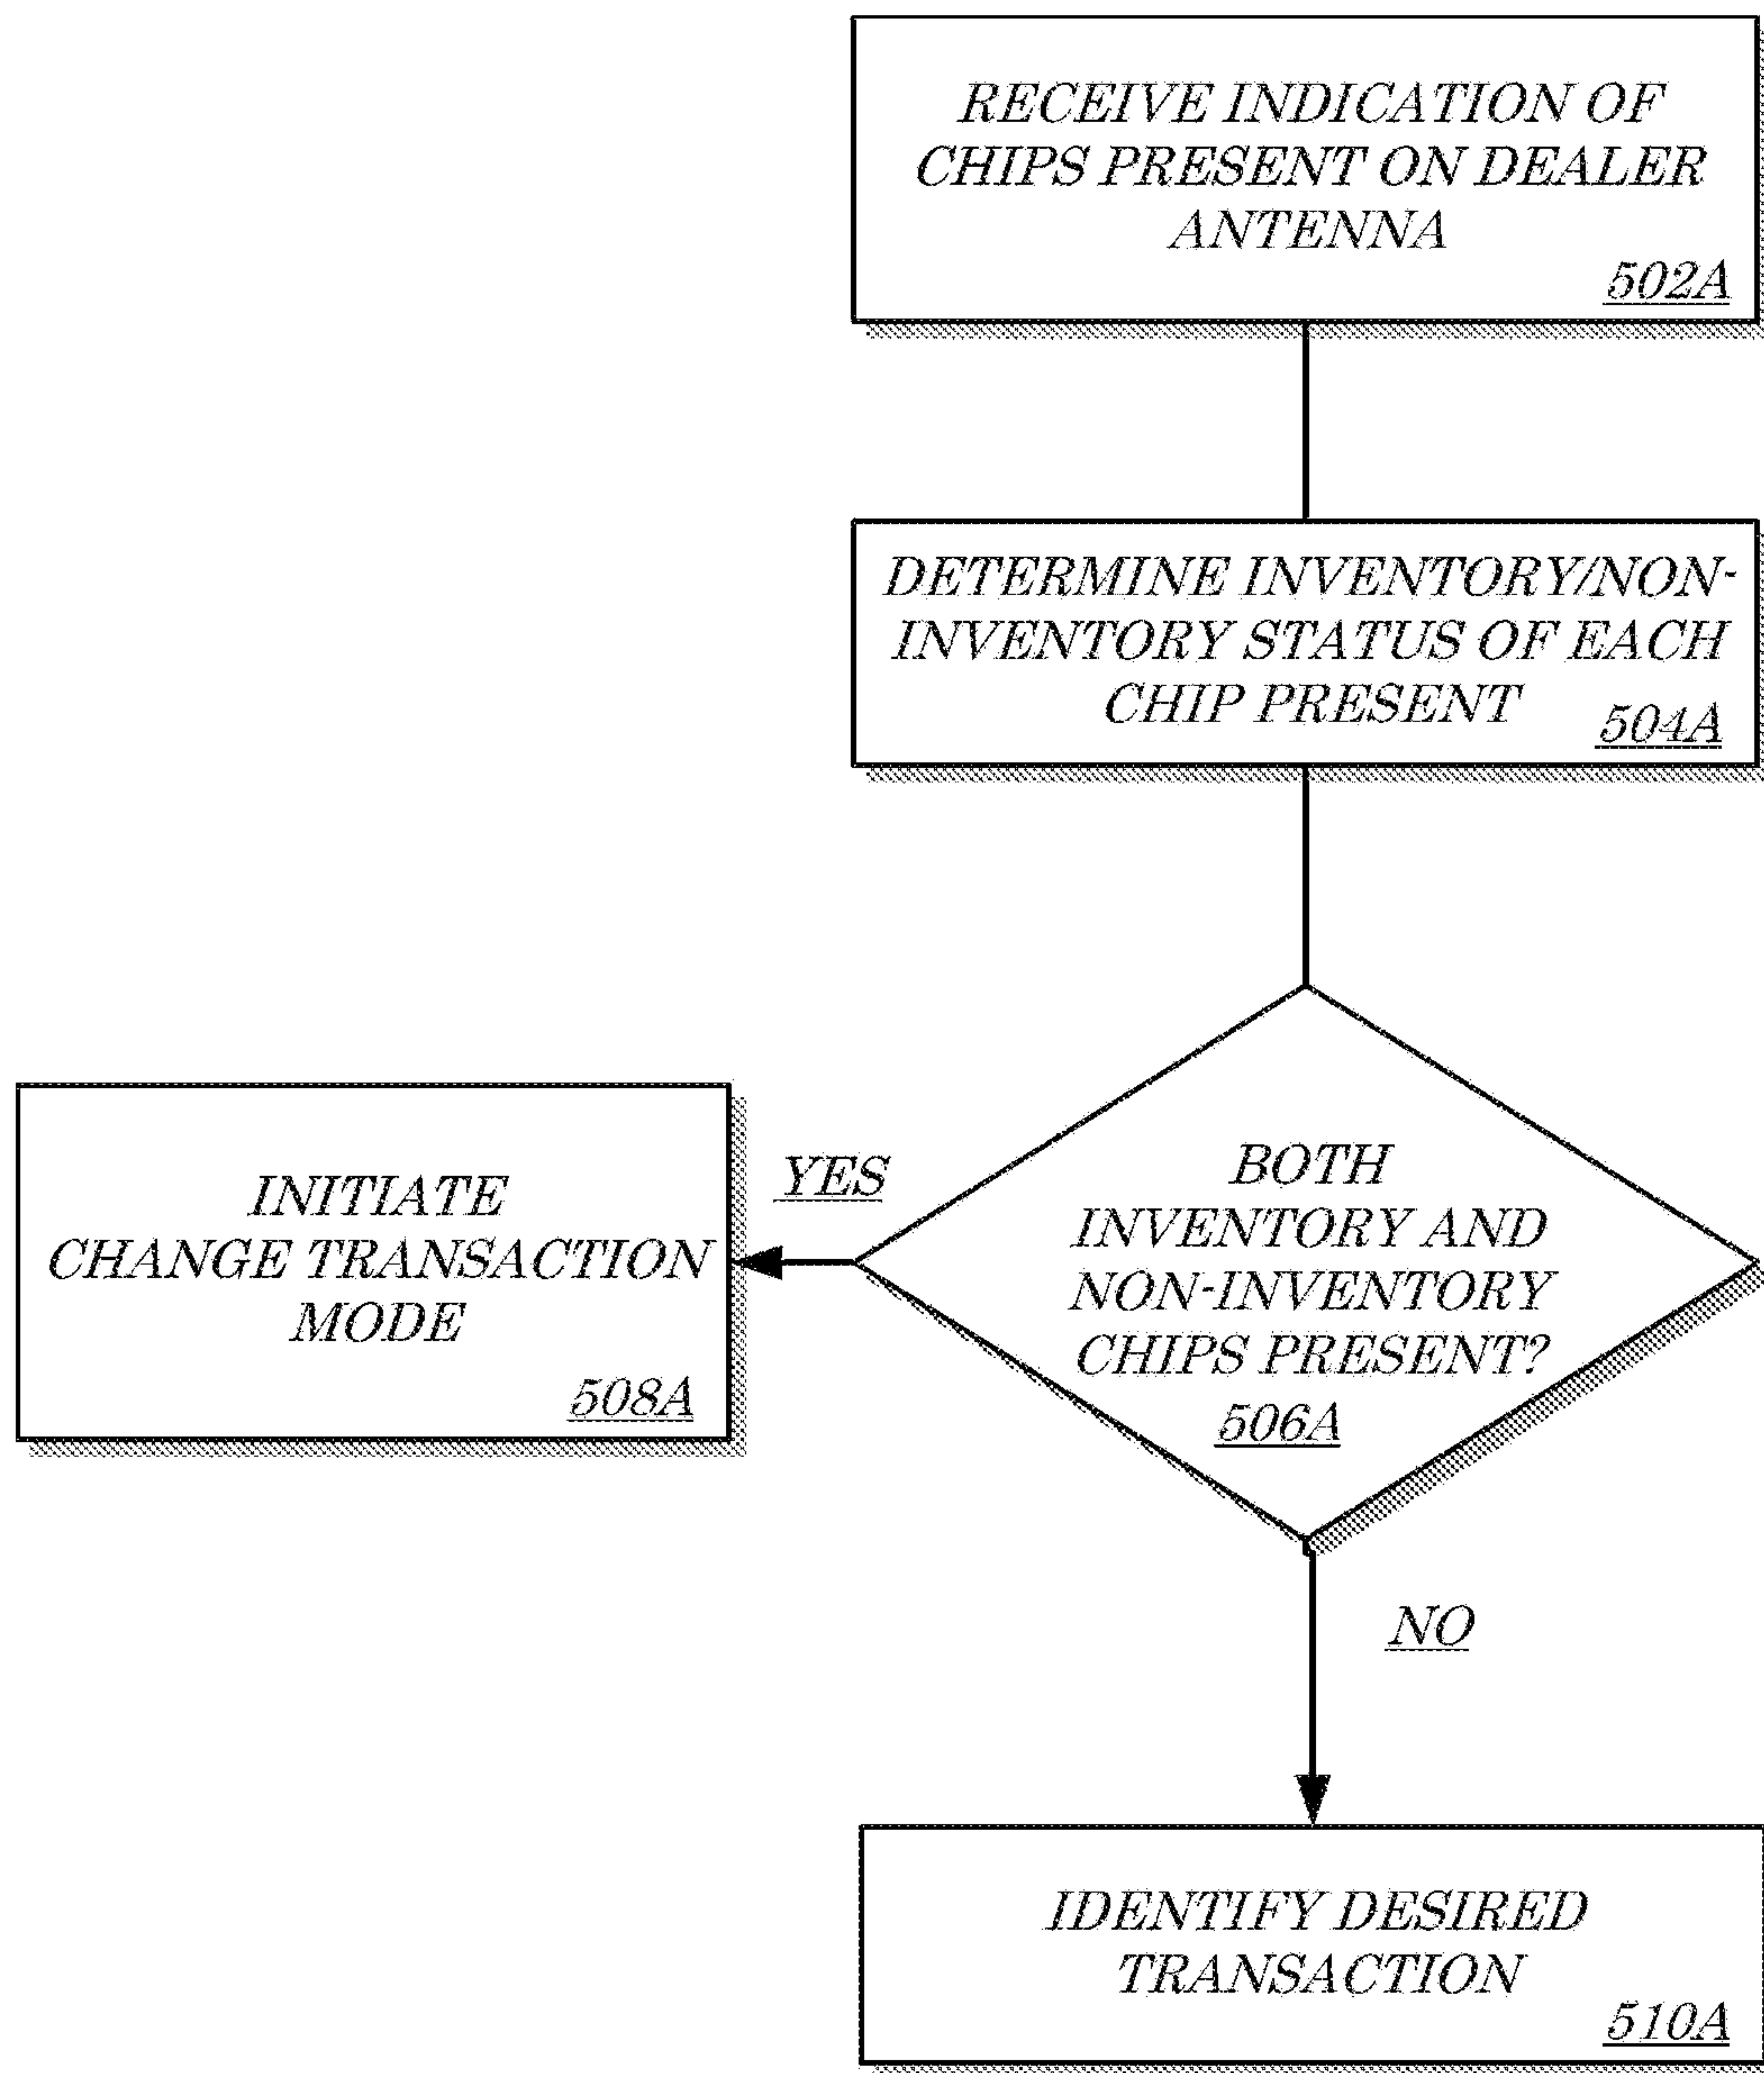 RECEIVE INDICATION OF
CHIPS PRESENT ON DEALER
ANTENNA
502A
DETERMINE INVENTORY/NON-
INVENTORY STATUS OF EACH
CHIP PRESENT
504A
BOTH
INVENTORY AND
NON-INVENTORY
CHIPS PRESENT?
506A
YES
INITIATE
CHANGE TRANSACTION
MODE
508A
NO
IDENTIFY DESIRED
TRANSACTION
510A